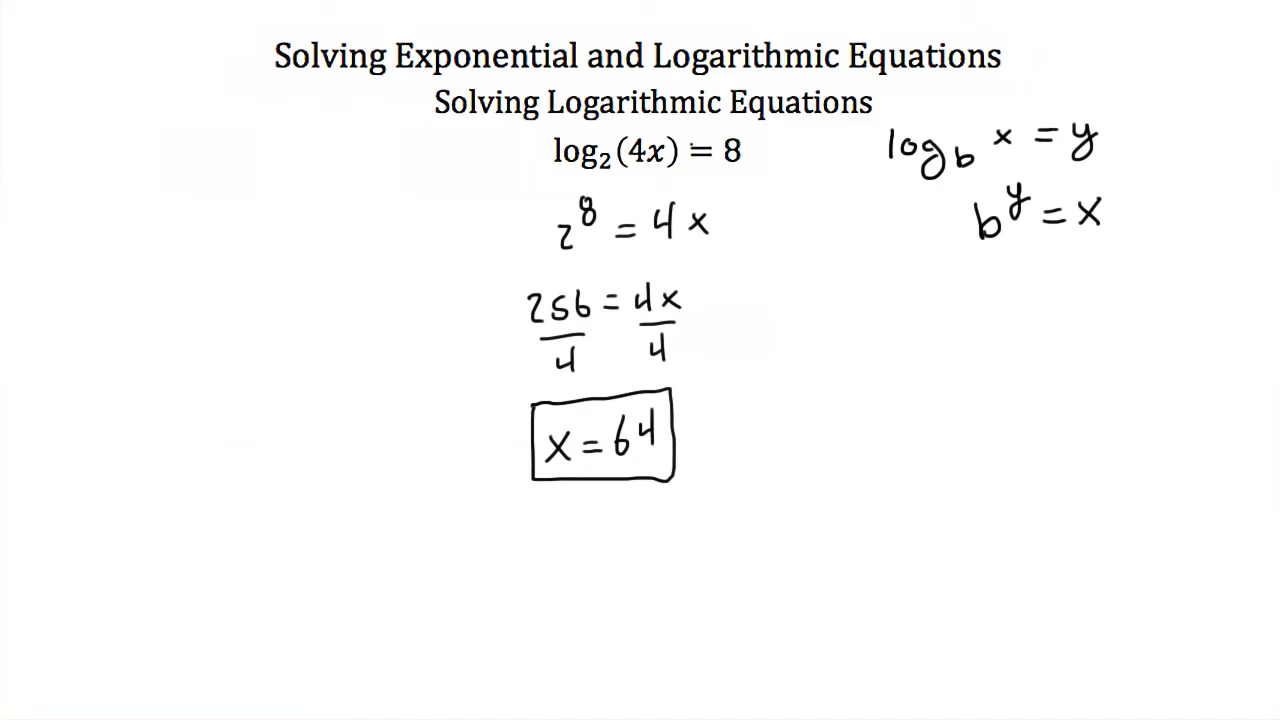 Solving Exponential and Logarithmic Equations
Solving Logarithmic Equations
log₂(4x) = 8
log_b x = y
b^y = x
2⁸ = 4x
256/4 = 4x/4
x = 64